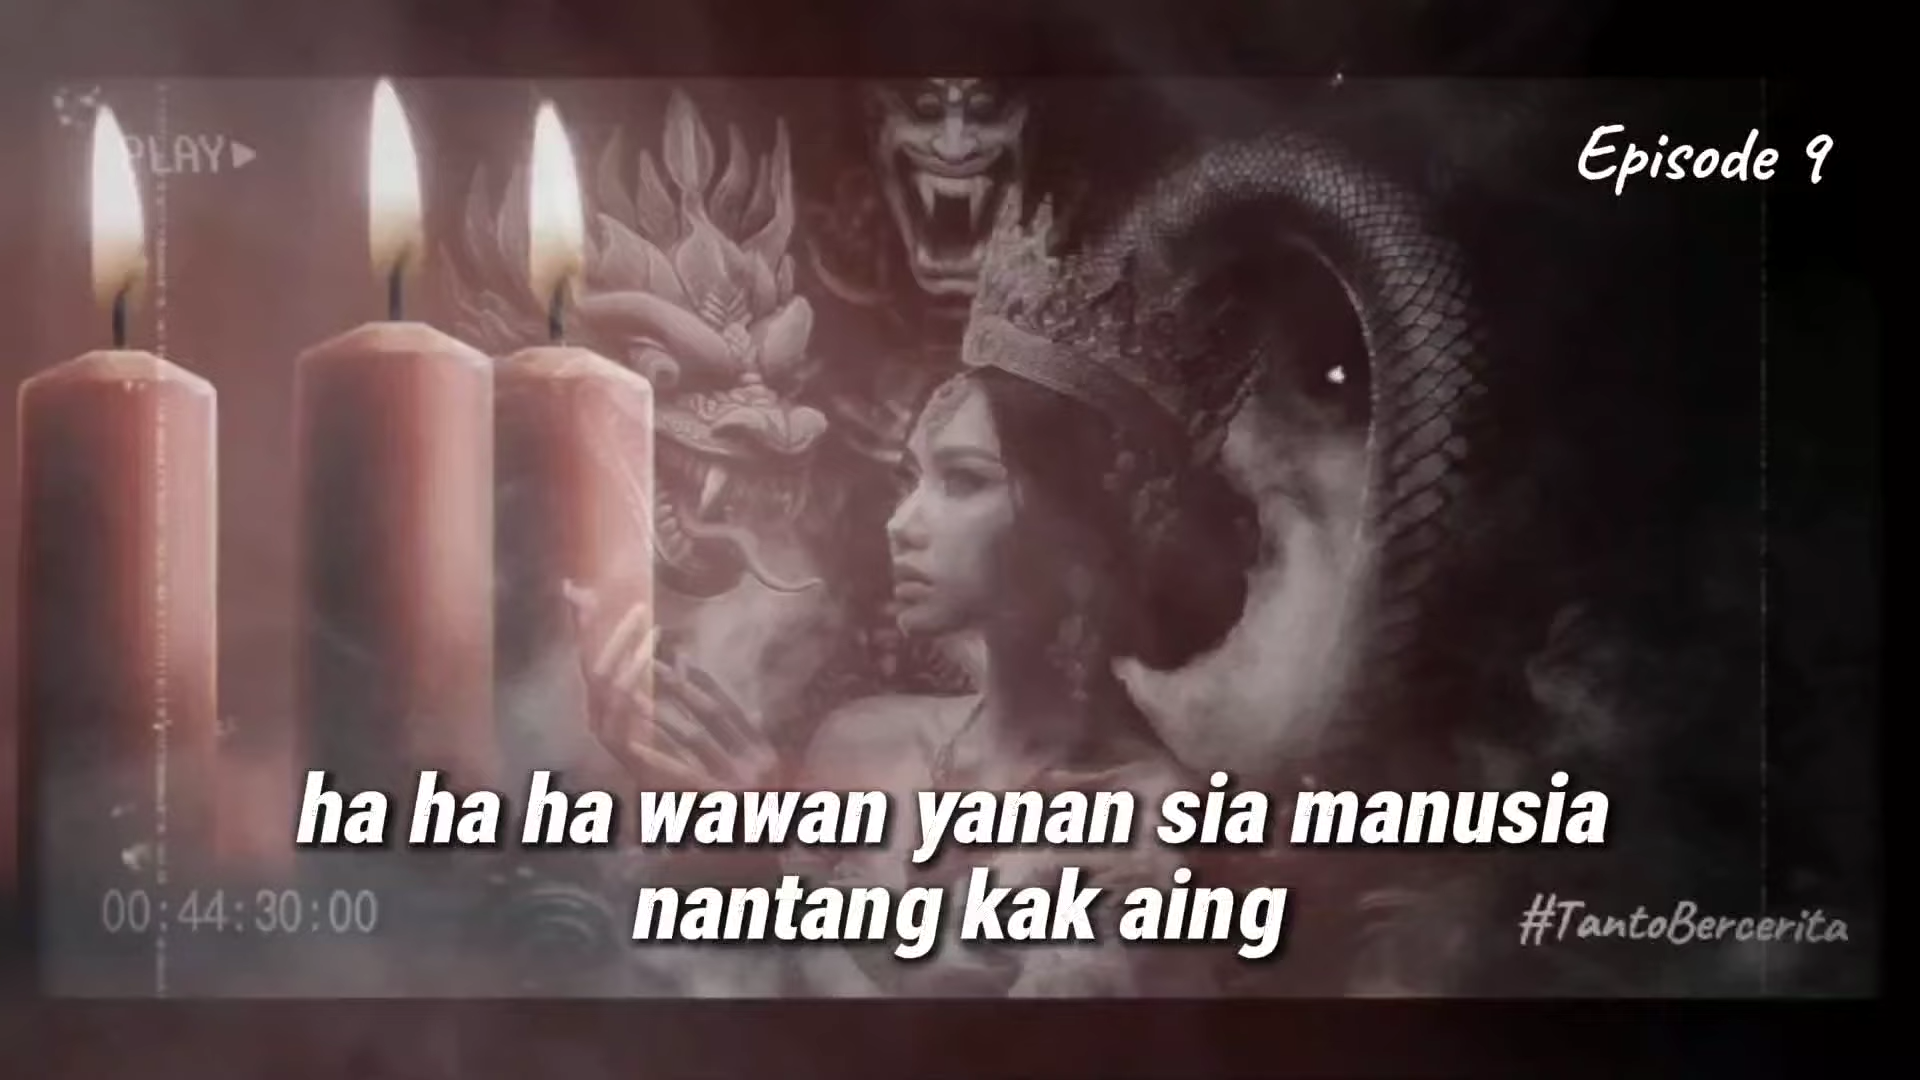 PLAY
Episode 9
ha ha ha wawan yanan sia manusia
nantang kak aing
00:44:30:00
#TantoBercerita